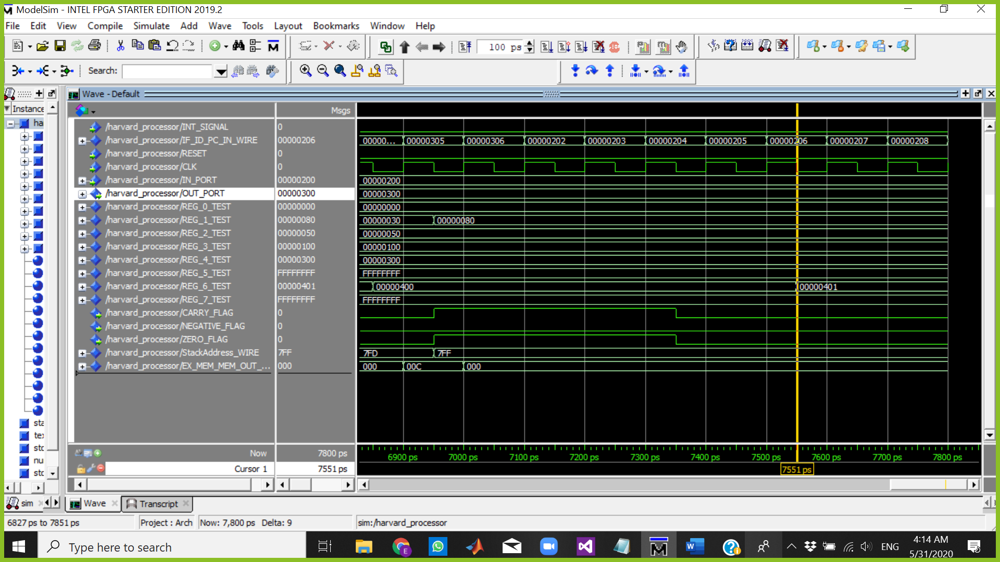 ModelSim - INTEL FPGA STARTER EDITION 2019.2
File Edit View Compile Simulate Add Wave Tools Layout Bookmarks Window Help
100 ps
Search:
Wave - Default
Instance
Msgs
ha
/harvard_processor/INT_SIGNAL 0
/harvard_processor/IF_ID_PC_IN_WIRE 00000206 00000... 00000305 00000306 00000202 00000203 00000204 00000205 00000206 00000207 00000208
/harvard_processor/RESET 0
/harvard_processor/CLK 0
/harvard_processor/IN_PORT 00000200 00000200
/harvard_processor/OUT_PORT 00000300 00000300
/harvard_processor/REG_0_TEST 00000000 00000000
/harvard_processor/REG_1_TEST 00000080 00000030 00000080
/harvard_processor/REG_2_TEST 00000050 00000050
/harvard_processor/REG_3_TEST 00000100 00000100
/harvard_processor/REG_4_TEST 00000300 00000300
/harvard_processor/REG_5_TEST FFFFFFFF FFFFFFFF
/harvard_processor/REG_6_TEST 00000401 00000400 00000401
/harvard_processor/REG_7_TEST FFFFFFFF FFFFFFFF
/harvard_processor/CARRY_FLAG 0
/harvard_processor/NEGATIVE_FLAG 0
/harvard_processor/ZERO_FLAG 0
/harvard_processor/StackAddress_WIRE 7FF 7FD 7FF
/harvard_processor/EX_MEM_MEM_OUT_... 000 000 00C 000
sta
tex
std
nu
std
Now 7800 ps 6900 ps 7000 ps 7100 ps 7200 ps 7300 ps 7400 ps 7500 ps 7600 ps 7700 ps 7800 ps
Cursor 1 7551 ps 7551 ps
sim Wave Transcript
6827 ps to 7851 ps Project : Arch Now: 7,800 ps Delta: 9 sim:/harvard_processor
Type here to search ENG 4:14 AM
5/31/2020